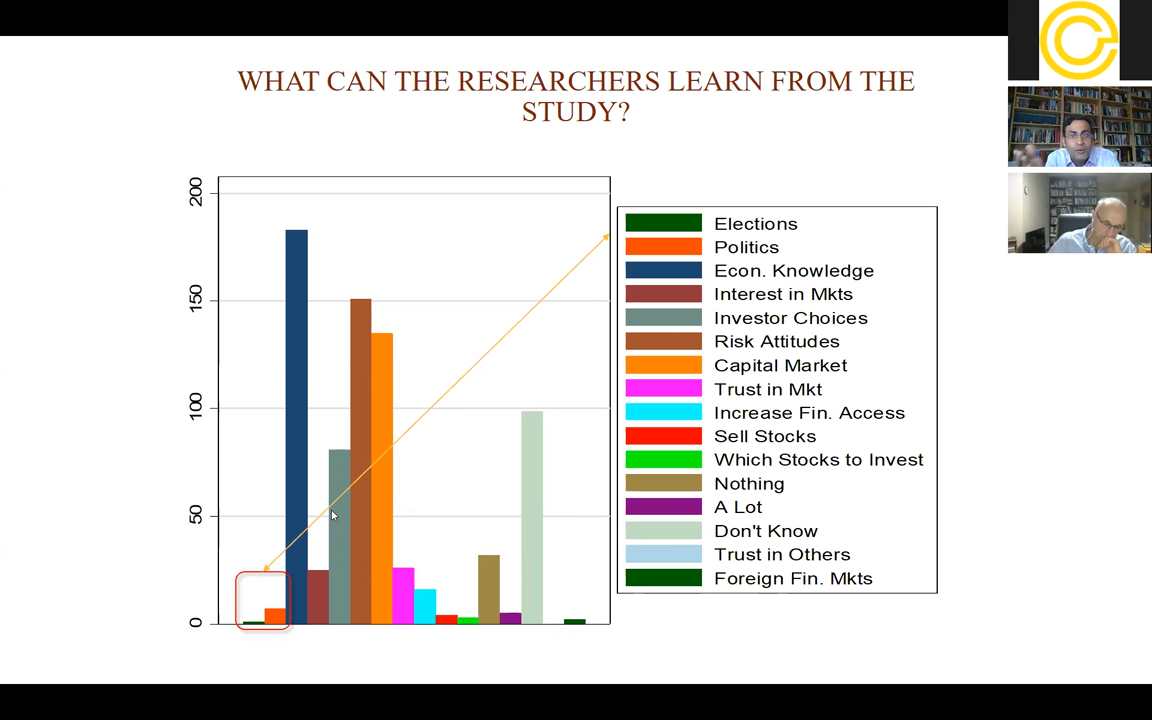 WHAT CAN THE RESEARCHERS LEARN FROM THE
STUDY?
200
150
100
50
0
Elections
Politics
Econ. Knowledge
Interest in Mkts
Investor Choices
Risk Attitudes
Capital Market
Trust in Mkt
Increase Fin. Access
Sell Stocks
Which Stocks to Invest
Nothing
A Lot
Don't Know
Trust in Others
Foreign Fin. Mkts